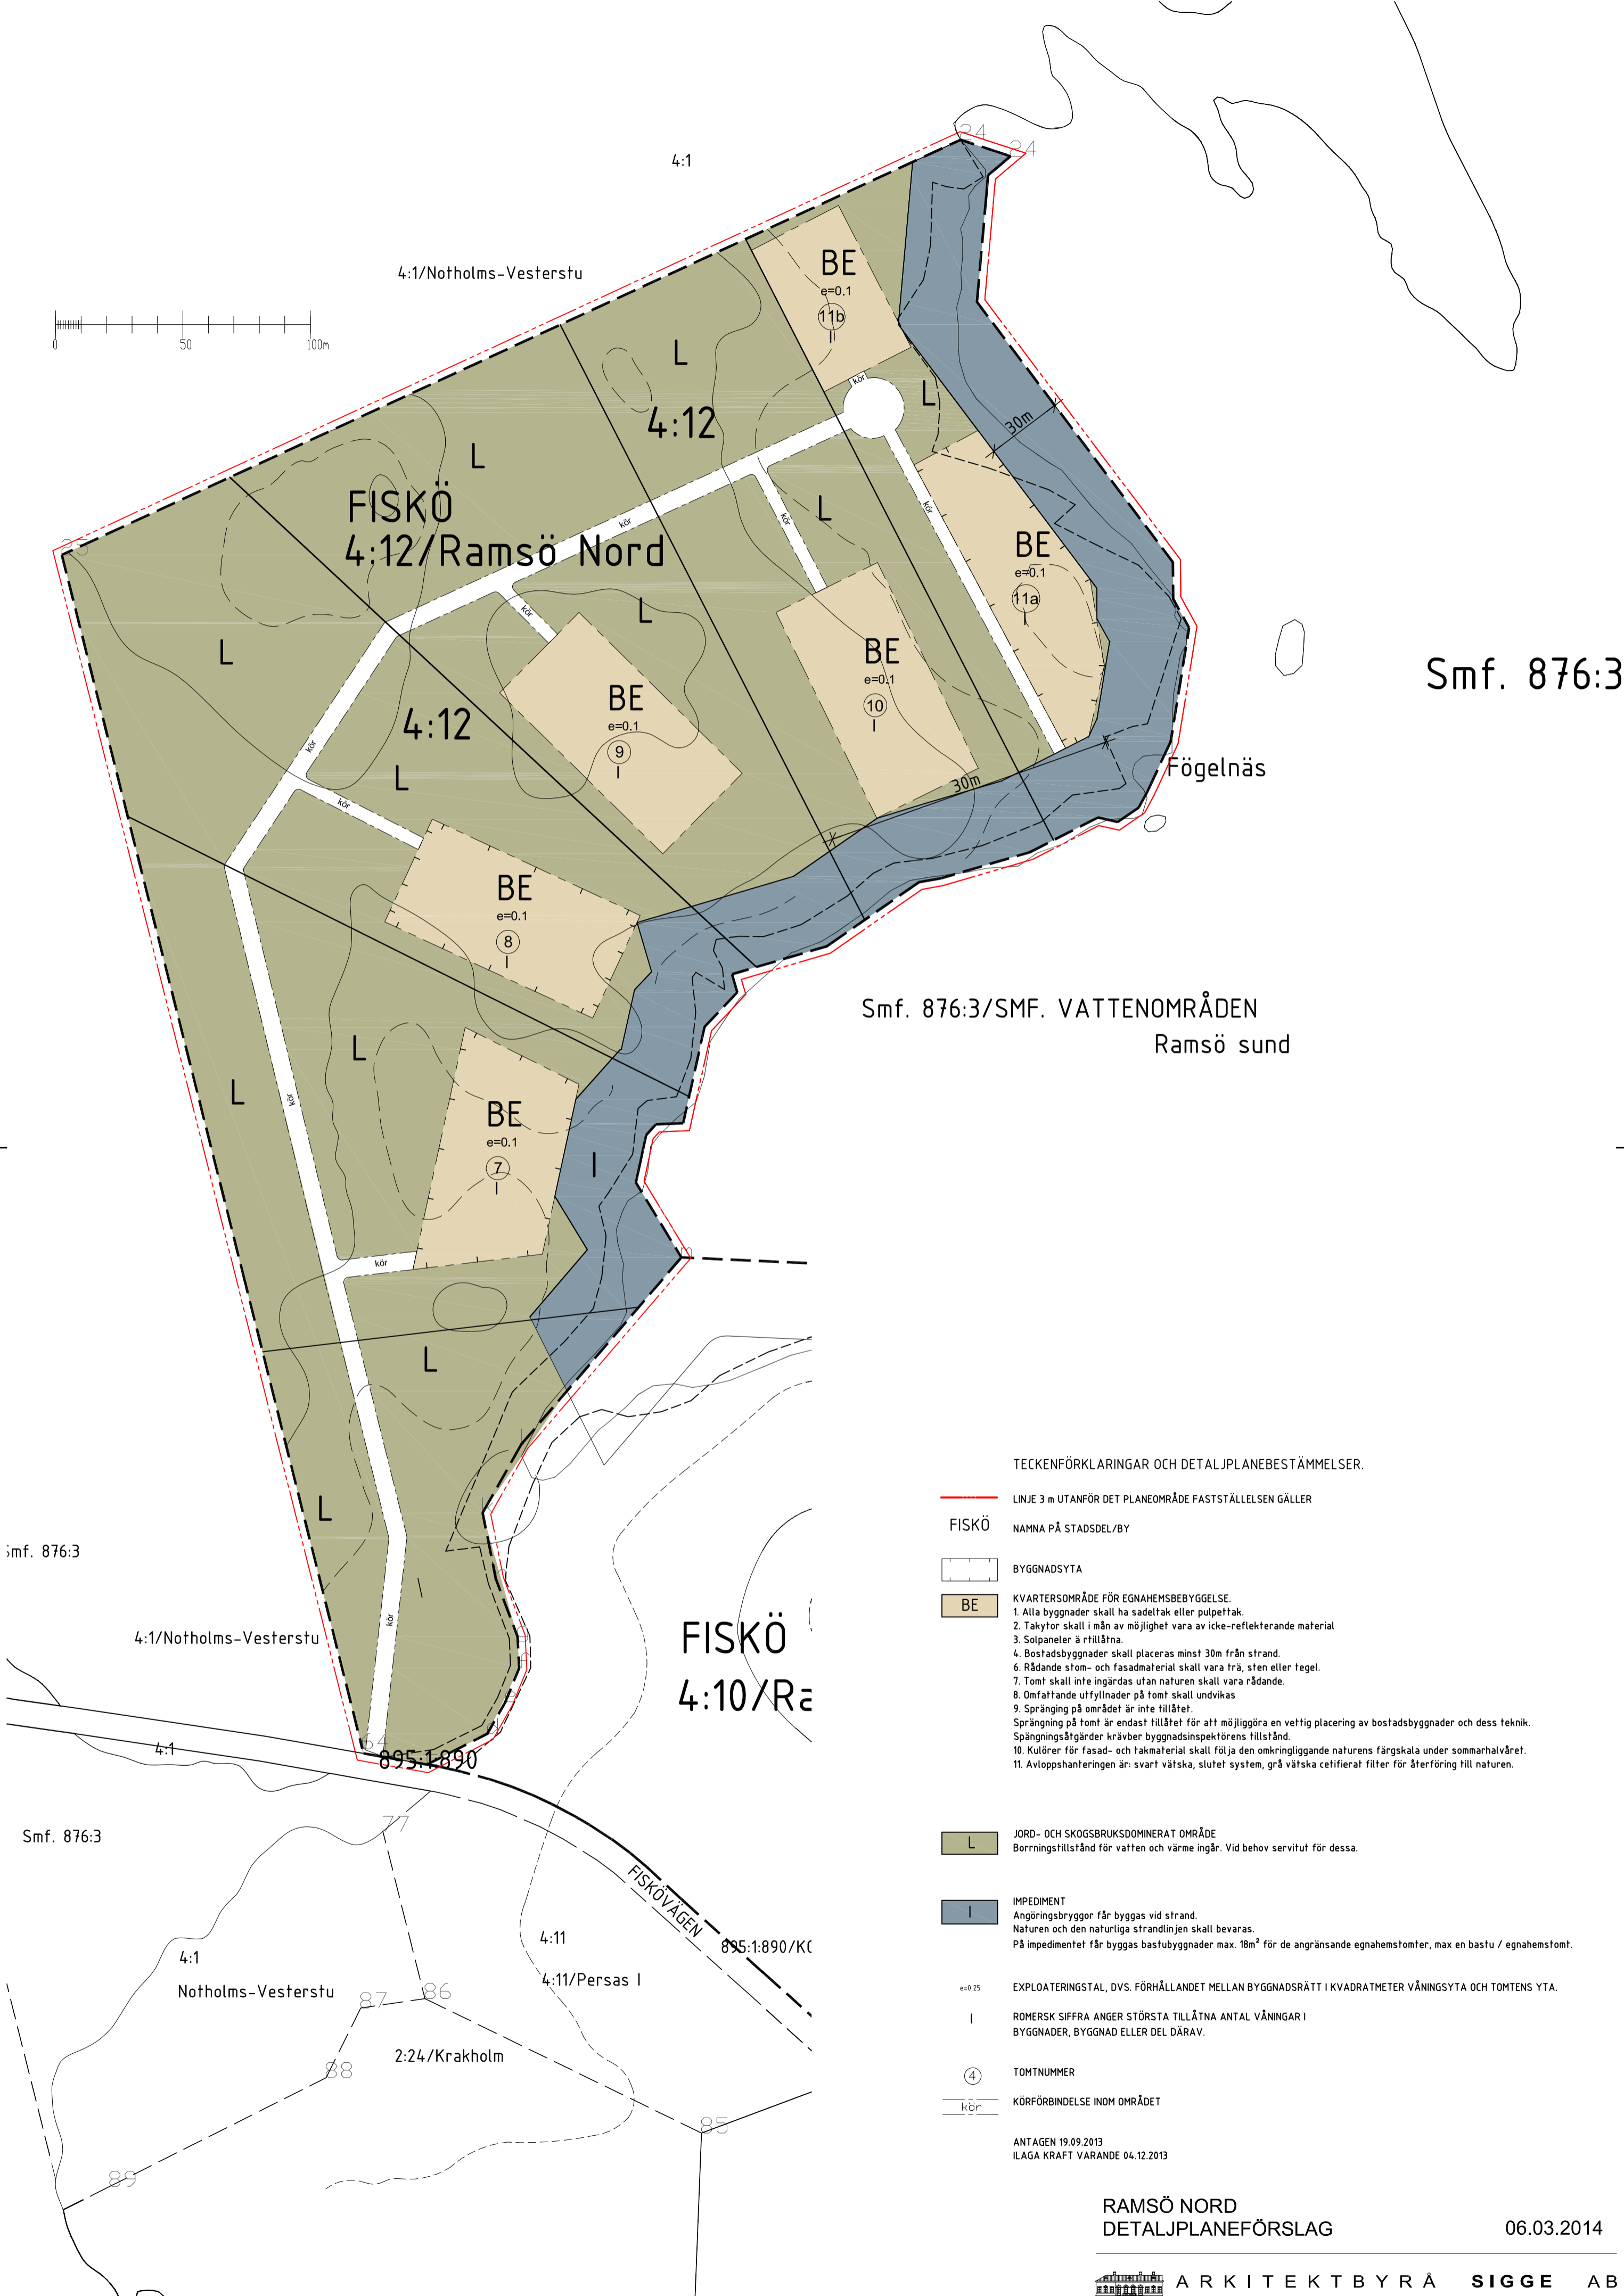 24
24
4:1
4:1/Notholms-Vesterstu
0
50
100m
BE
e=0.1
11b
I
kör
L
L
4:12
30m
L
FISKÖ
4:12/Ramsö Nord
kör
kör
kör
L
BE
e=0.1
11a
I
L
kör
L
BE
e=0.1
10
I
Smf. 876:3
BE
e=0.1
9
I
4:12
kör
L
kör
30m
Fögelnäs
BE
e=0.1
8
I
Smf. 876:3/SMF. VATTENOMRÅDEN
Ramsö sund
L
L
kör
BE
e=0.1
7
I
I
kör
L
L
Smf. 876:3
kör
4:1/Notholms-Vesterstu
FISKÖ
4:10/Ra
4:1
64
895:1:890
77
Smf. 876:3
FISKÖVÄGEN
4:11
895:1:890/KO
4:1
4:11/Persas I
Notholms-Vesterstu
87
86
2:24/Krakholm
88
85
89
TECKENFÖRKLARINGAR OCH DETALJPLANEBESTÄMMELSER.
LINJE 3 m UTANFÖR DET PLANEOMRÅDE FASTSTÄLLELSEN GÄLLER
FISKÖ NAMNA PÅ STADSDEL/BY
BYGGNADSYTA
BE KVARTERSOMRÅDE FÖR EGNAHEMSBEBYGGELSE.
1. Alla byggnader skall ha sadeltak eller pulpettak.
2. Takytor skall i mån av möjlighet vara av icke-reflekterande material
3. Solpaneler ä rtillåtna.
4. Bostadsbyggnader skall placeras minst 30m från strand.
6. Rådande stom- och fasadmaterial skall vara trä, sten eller tegel.
7. Tomt skall inte ingärdas utan naturen skall vara rådande.
8. Omfattande utfyllnader på tomt skall undvikas
9. Spränging på området är inte tillåtet.
Sprängning på tomt är endast tillåtet för att möjliggöra en vettig placering av bostadsbyggnader och dess teknik.
Spängningsåtgärder krävber byggnadsinspektörens tillstånd.
10. Kulörer för fasad- och takmaterial skall följa den omkringliggande naturens färgskala under sommarhalvåret.
11. Avloppshanteringen är: svart vätska, slutet system, grå vätska cetifierat filter för återföring till naturen.
L JORD- OCH SKOGSBRUKSDOMINERAT OMRÅDE
Borrningstillstånd för vatten och värme ingår. Vid behov servitut för dessa.
I IMPEDIMENT
Angöringsbryggor får byggas vid strand.
Naturen och den naturliga strandlinjen skall bevaras.
På impedimentet får byggas bastubyggnader max. 18m² för de angränsande egnahemstomter, max en bastu / egnahemstomt.
e=0.25 EXPLOATERINGSTAL, DVS. FÖRHÅLLANDET MELLAN BYGGNADSRÄTT I KVADRATMETER VÅNINGSYTA OCH TOMTENS YTA.
I ROMERSK SIFFRA ANGER STÖRSTA TILLÅTNA ANTAL VÅNINGAR I
BYGGNADER, BYGGNAD ELLER DEL DÄRAV.
4 TOMTNUMMER
kör KÖRFÖRBINDELSE INOM OMRÅDET
ANTAGEN 19.09.2013
ILAGA KRAFT VARANDE 04.12.2013
RAMSÖ NORD
DETALJPLANEFÖRSLAG 06.03.2014
ARKITEKTBYRÅ SIGGE AB